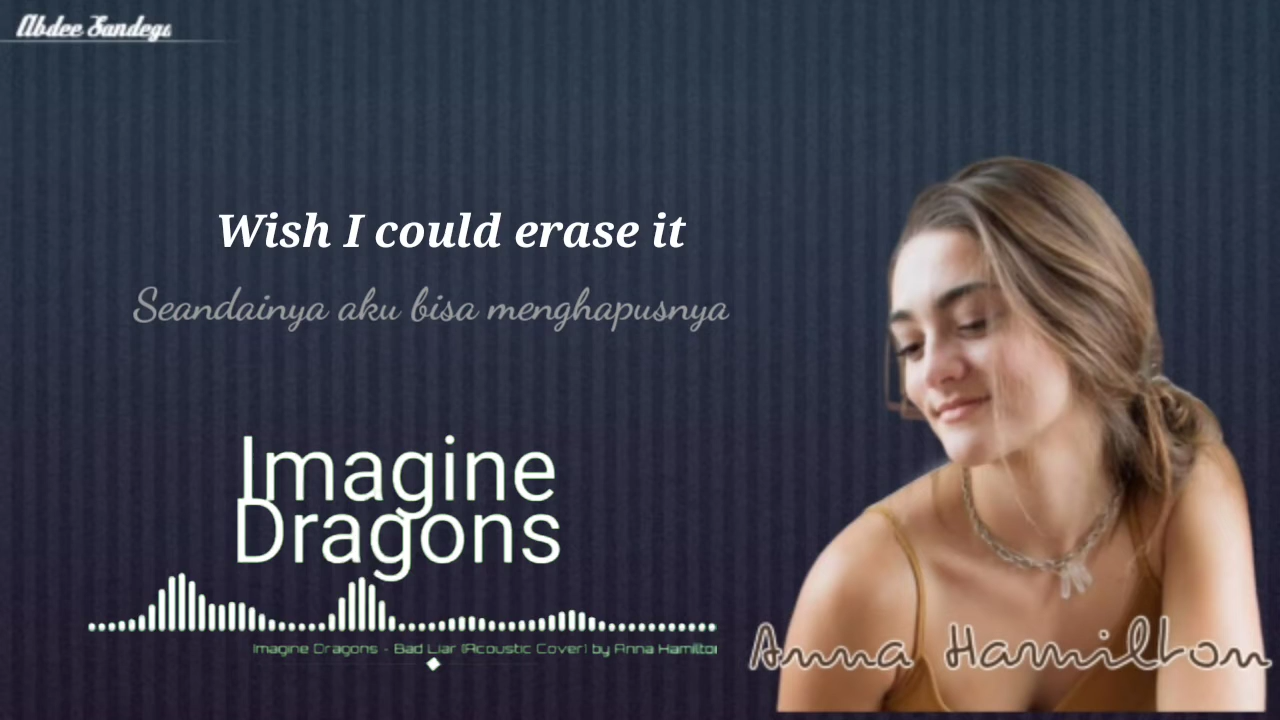 Abdee Sandegi
Wish I could erase it
Seandainya aku bisa menghapusnya
Imagine
Dragons
Imagine Dragons - Bad Liar (Acoustic Cover) by Anna Hamilton
Anna Hamilton